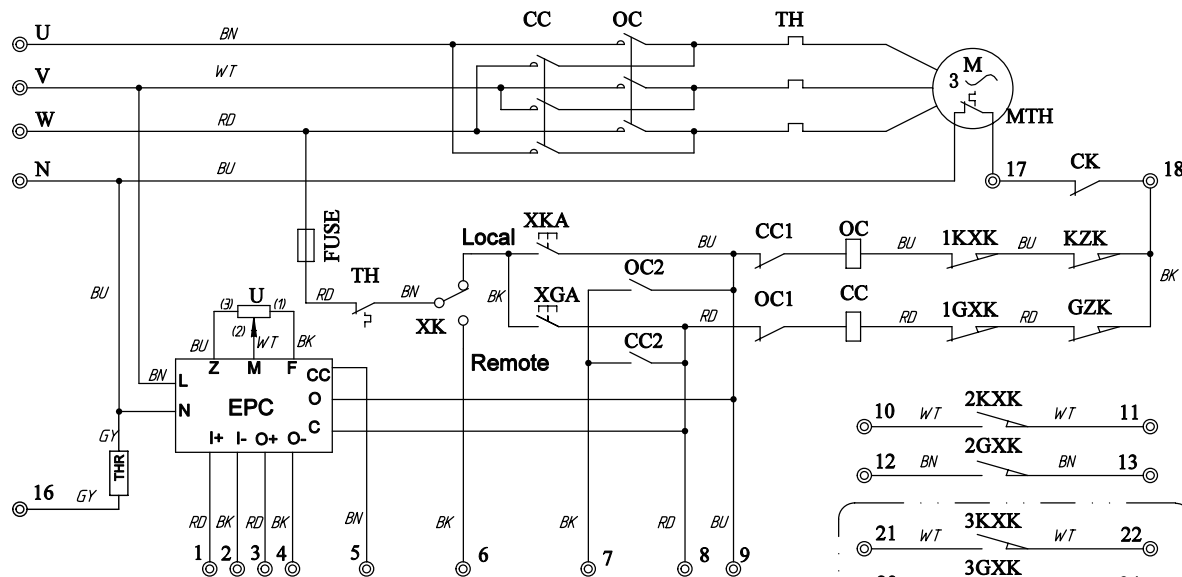 CC OC TH
U BN
V WT
M
3
W RD
MTH
N BU
17 CK 18
FUSE
XKA
Local
BU CC1 OC BU 1KXK BU KZK
OC2
BK
TH
RD BN
BK XGA
RD OC1 CC RD 1GXK RD GZK
XK
CC2
Remote
BU
U
(3) (1)
(2)
BU WT BK
Z M F CC
BN L
EPC O
N C
I+ I- O+ O-
GY
THR
16 GY
RD BK RD BK BN BK BK RD BU
1 2 3 4 5 6 7 8 9
10 WT 2KXK WT 11
12 BN 2GXK BN 13
21 WT 3KXK WT 22
3GXK